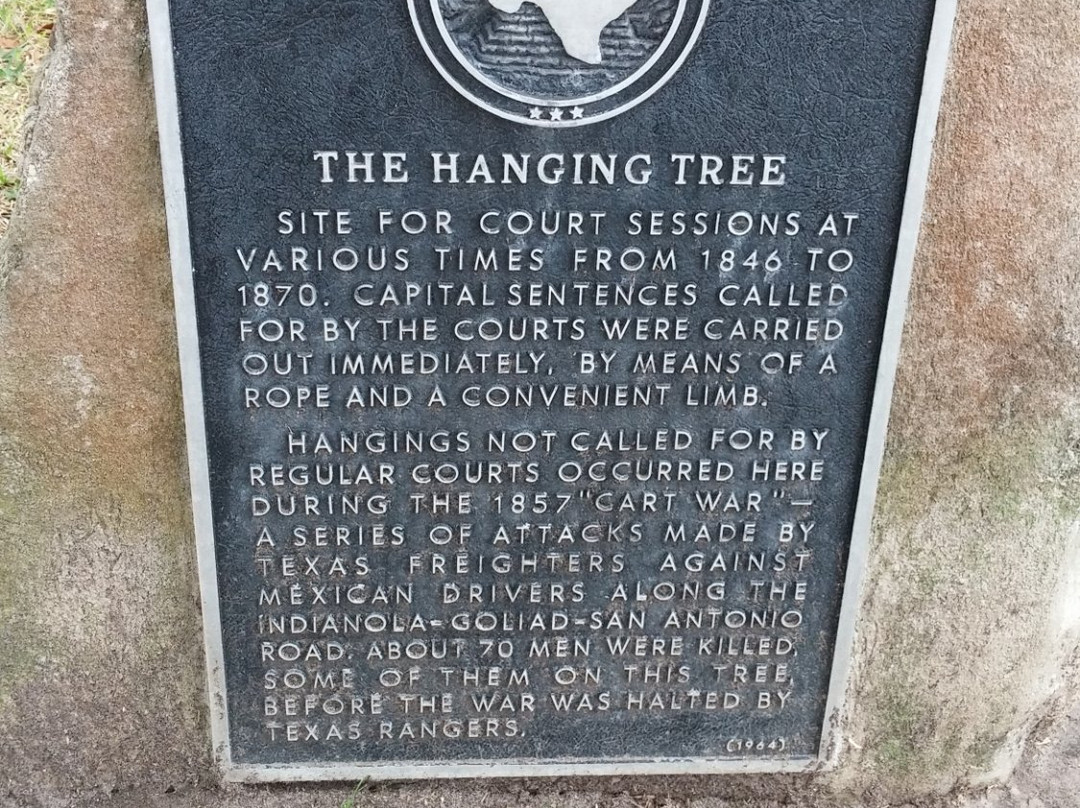 THE HANGING TREE
SITE FOR COURT SESSIONS AT
VARIOUS TIMES FROM 1846 TO
1870. CAPITAL SENTENCES CALLED
FOR BY THE COURTS WERE CARRIED
OUT IMMEDIATELY, BY MEANS OF A
ROPE AND A CONVENIENT LIMB.
HANGINGS NOT CALLED FOR BY
REGULAR COURTS OCCURRED HERE
DURING THE 1857 "CART WAR"—
A SERIES OF ATTACKS MADE BY
TEXAS FREIGHTERS AGAINST
MEXICAN DRIVERS ALONG THE
INDIANOLA-GOLIAD-SAN ANTONIO
ROAD. ABOUT 70 MEN WERE KILLED,
SOME OF THEM ON THIS TREE,
BEFORE THE WAR WAS HALTED BY
TEXAS RANGERS.
(1964)